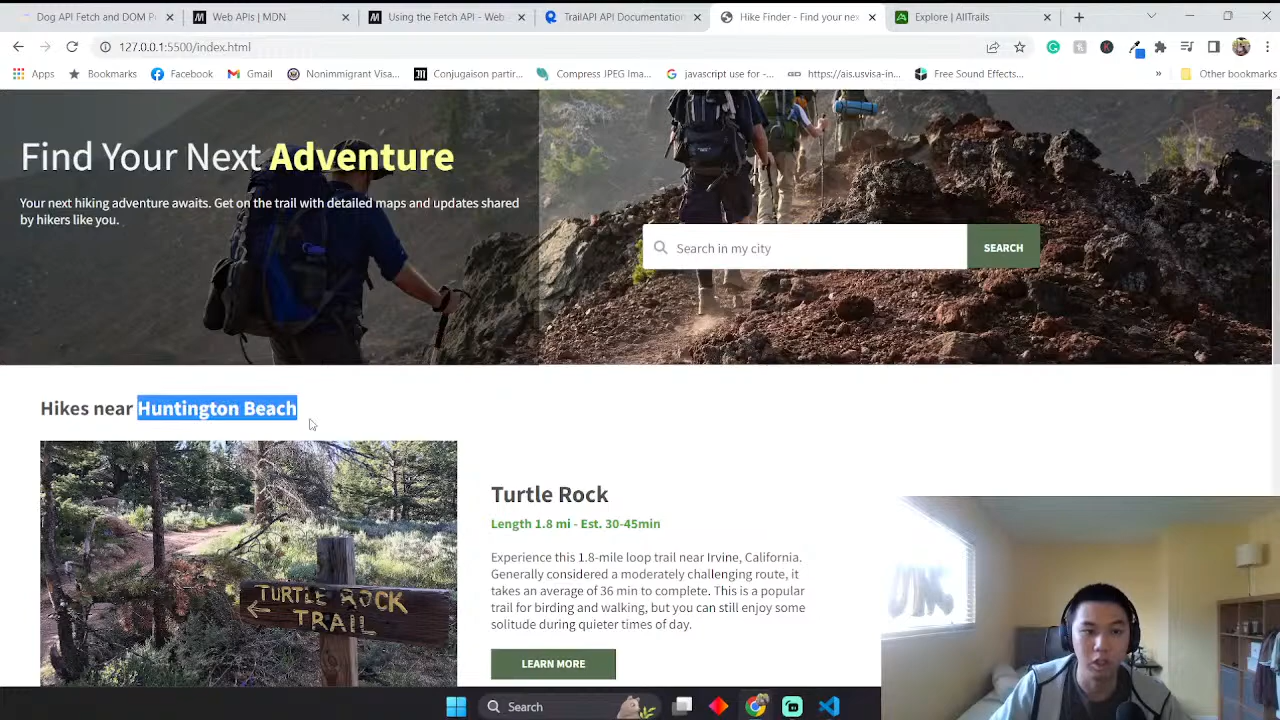 Dog API Fetch and DOM P
Web APIs | MDN
Using the Fetch API - Web
TrailAPI API Documentation
Hike Finder - Find your nex
Explore | AllTrails
127.0.0.1:5500/index.html
Apps
Bookmarks
Facebook
Gmail
Nonimmigrant Visa...
Conjugaison partir...
Compress JPEG Ima...
javascript use for -...
https://ais.usvisa-in...
Free Sound Effects...
»
Other bookmarks
Find Your Next Adventure
Your next hiking adventure awaits. Get on the trail with detailed maps and updates shared
by hikers like you.
Search in my city
SEARCH
Hikes near Huntington Beach
TURTLE ROCK
TRAIL
Turtle Rock
Length 1.8 mi - Est. 30-45min
Experience this 1.8-mile loop trail near Irvine, California.
Generally considered a moderately challenging route, it
takes an average of 36 min to complete. This is a popular
trail for birding and walking, but you can still enjoy some
solitude during quieter times of day.
LEARN MORE
Search